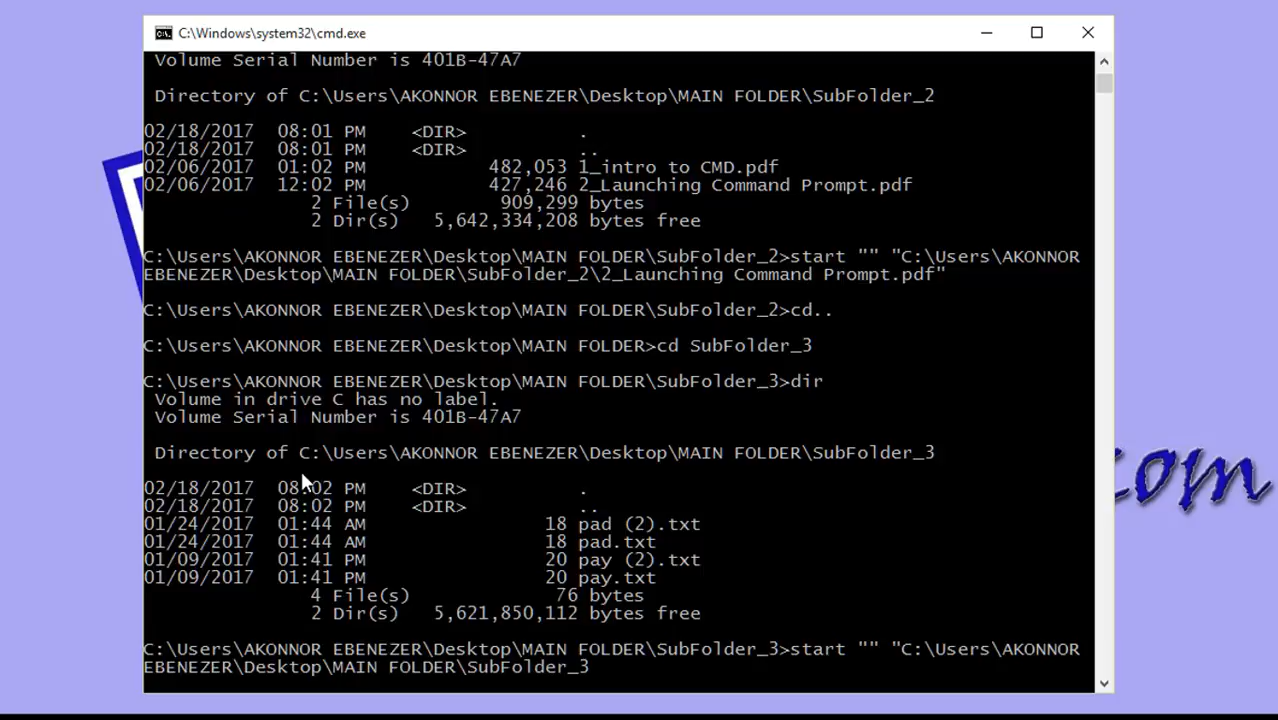 C:\Windows\system32\cmd.exe
Volume Serial Number is 401B-47A7
Directory of C:\Users\AKONNOR EBENEZER\Desktop\MAIN FOLDER\SubFolder_2
02/18/2017 08:01 PM <DIR> .
02/18/2017 08:01 PM <DIR> ..
02/06/2017 01:02 PM 482,053 1_intro to CMD.pdf
02/06/2017 12:02 PM 427,246 2_Launching Command Prompt.pdf
2 File(s) 909,299 bytes
2 Dir(s) 5,642,334,208 bytes free
C:\Users\AKONNOR EBENEZER\Desktop\MAIN FOLDER\SubFolder_2>start "" "C:\Users\AKONNOR
EBENEZER\Desktop\MAIN FOLDER\SubFolder_2\2_Launching Command Prompt.pdf"
C:\Users\AKONNOR EBENEZER\Desktop\MAIN FOLDER\SubFolder_2>cd..
C:\Users\AKONNOR EBENEZER\Desktop\MAIN FOLDER>cd SubFolder_3
C:\Users\AKONNOR EBENEZER\Desktop\MAIN FOLDER\SubFolder_3>dir
Volume in drive C has no label.
Volume Serial Number is 401B-47A7
Directory of C:\Users\AKONNOR EBENEZER\Desktop\MAIN FOLDER\SubFolder_3
02/18/2017 08:02 PM <DIR> .
02/18/2017 08:02 PM <DIR> ..
01/24/2017 01:44 AM 18 pad (2).txt
01/24/2017 01:44 AM 18 pad.txt
01/09/2017 01:41 PM 20 pay (2).txt
01/09/2017 01:41 PM 20 pay.txt
4 File(s) 76 bytes
2 Dir(s) 5,621,850,112 bytes free
C:\Users\AKONNOR EBENEZER\Desktop\MAIN FOLDER\SubFolder_3>start "" "C:\Users\AKONNOR
EBENEZER\Desktop\MAIN FOLDER\SubFolder_3
com